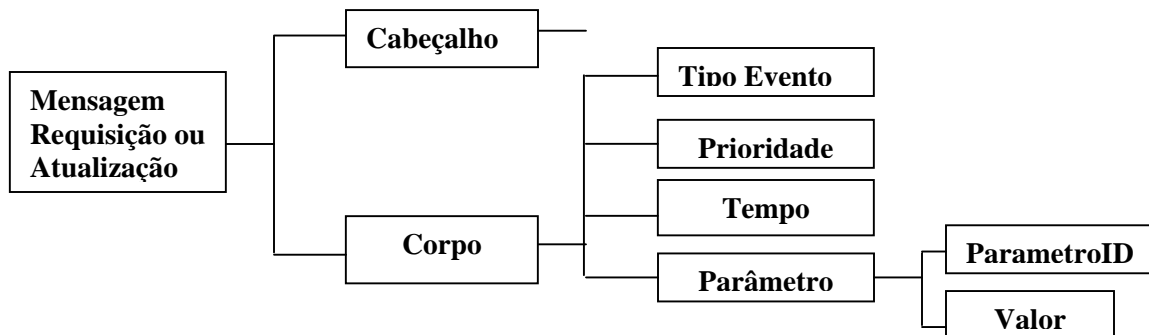 Cabeçalho
Tipo Evento
Mensagem
Requisição ou
Atualização
Prioridade
Tempo
Corpo
ParametroID
Parâmetro
Valor